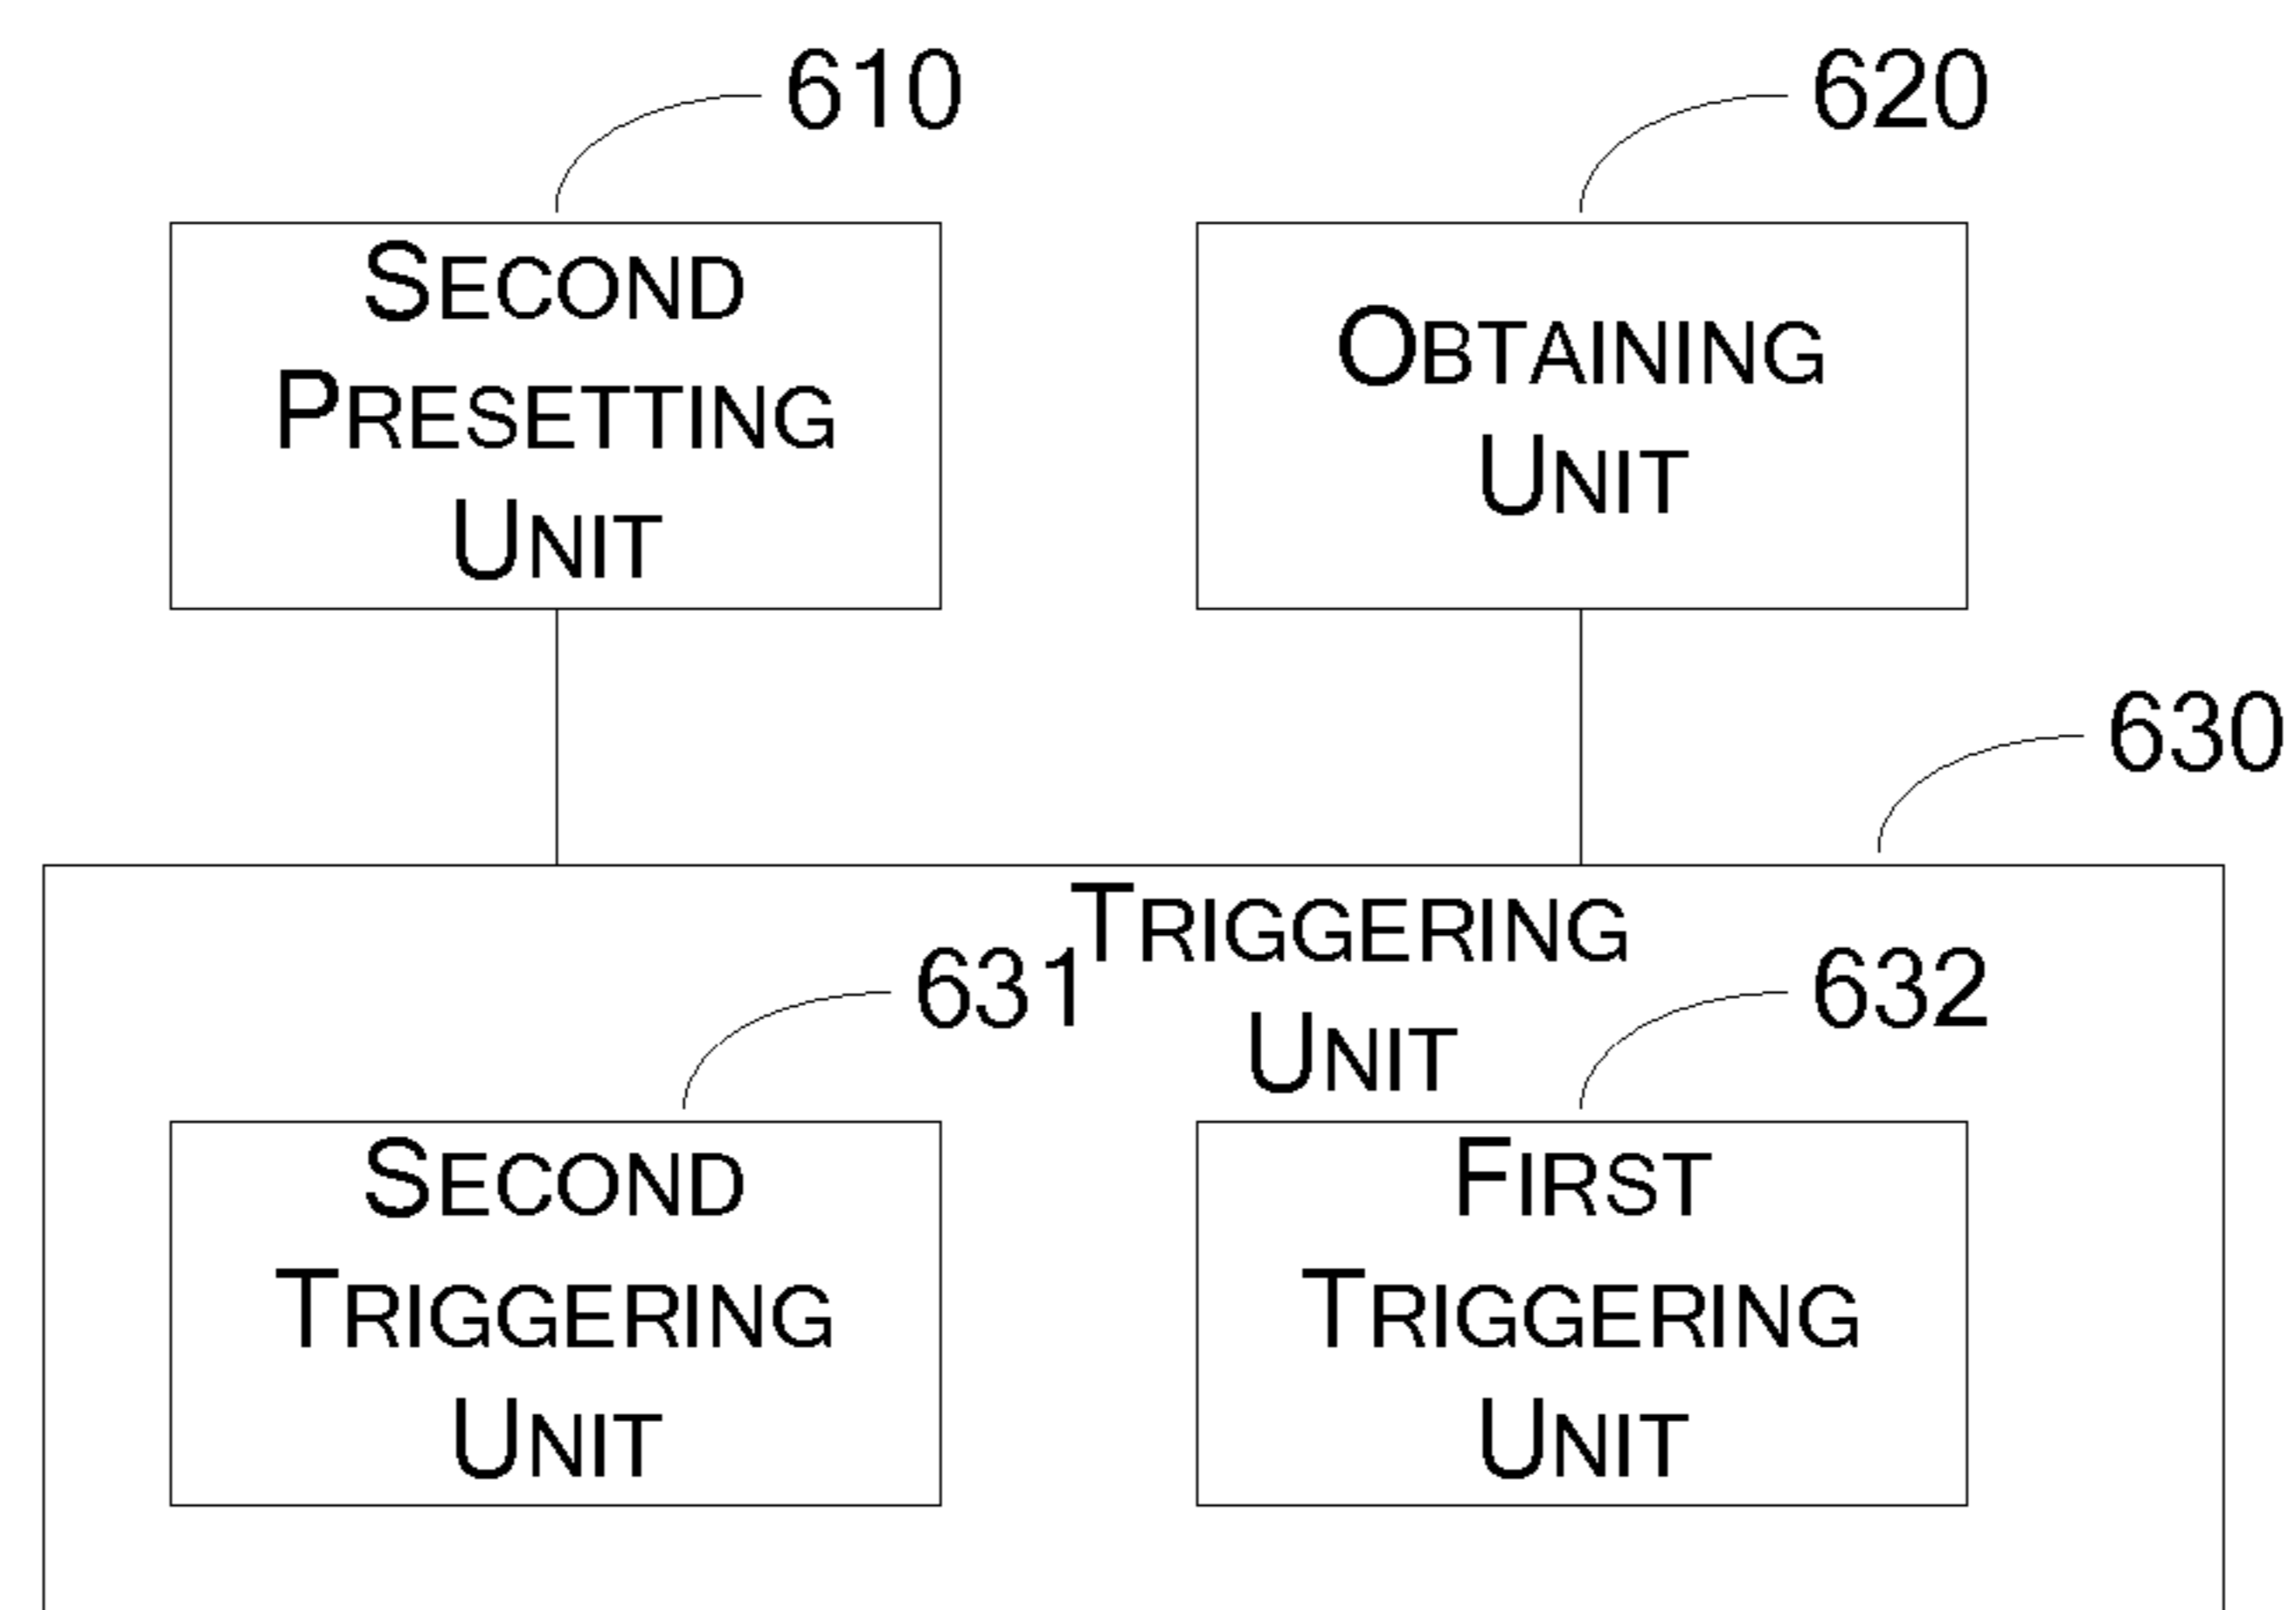 610
620
SECOND
PRESETTING
UNIT
OBTAINING
UNIT
630
TRIGGERING
UNIT
631
632
SECOND
TRIGGERING
UNIT
FIRST
TRIGGERING
UNIT